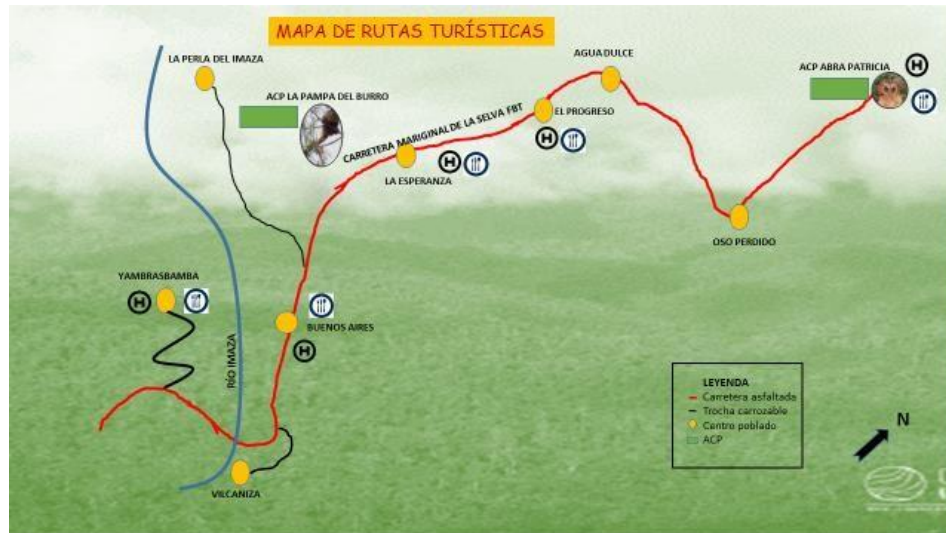 MAPA DE RUTAS TURÍSTICAS
LA PERLA DEL IMAZA
AGUA DULCE
ACP ABRA PATRICIA
H
ACP LA PAMPA DEL BURRO
EL PROGRESO
CARRETERA MARIGINAL DE LA SELVA FBT
H
LA ESPERANZA
H
OSO PERDIDO
YAMBRASBAMBA
H
BUENOS AIRES
H
RÍO IMAZA
VILCANIZA
LEYENDA
Carretera asfaltada
Trocha carrozable
Centro poblado
ACP
N